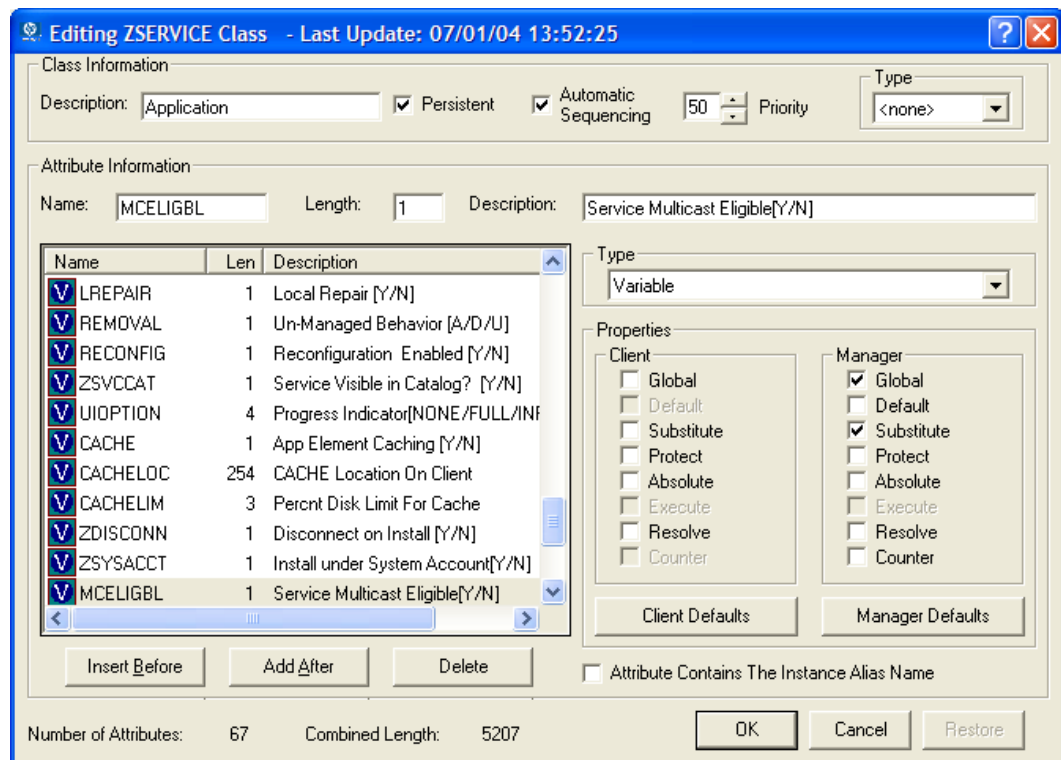 Editing ZSERVICE Class - Last Update: 07/01/04 13:52:25
Class Information
Description: Application Persistent Automatic Sequencing 50 Priority
Type
<none>
Attribute Information
Name: MCELIGBL Length: 1 Description: Service Multicast Eligible[Y/N]
Name Len Description
V LREPAIR 1 Local Repair [Y/N]
V REMOVAL 1 Un-Managed Behavior [A/D/U]
V RECONFIG 1 Reconfiguration Enabled [Y/N]
V ZSVCCAT 1 Service Visible in Catalog? [Y/N]
V UIOPTION 4 Progress Indicator[NONE/FULL/INF
V CACHE 1 App Element Caching [Y/N]
V CACHELOC 254 CACHE Location On Client
V CACHELIM 3 Percnt Disk Limit For Cache
V ZDISCONN 1 Disconnect on Install [Y/N]
V ZSYSACCT 1 Install under System Account[Y/N]
V MCELIGBL 1 Service Multicast Eligible[Y/N]
Insert Before Add After Delete
Type
Variable
Properties
Client
Global
Default
Substitute
Protect
Absolute
Execute
Resolve
Counter
Manager
Global
Default
Substitute
Protect
Absolute
Execute
Resolve
Counter
Client Defaults Manager Defaults
Attribute Contains The Instance Alias Name
Number of Attributes: 67 Combined Length: 5207
OK Cancel Restore